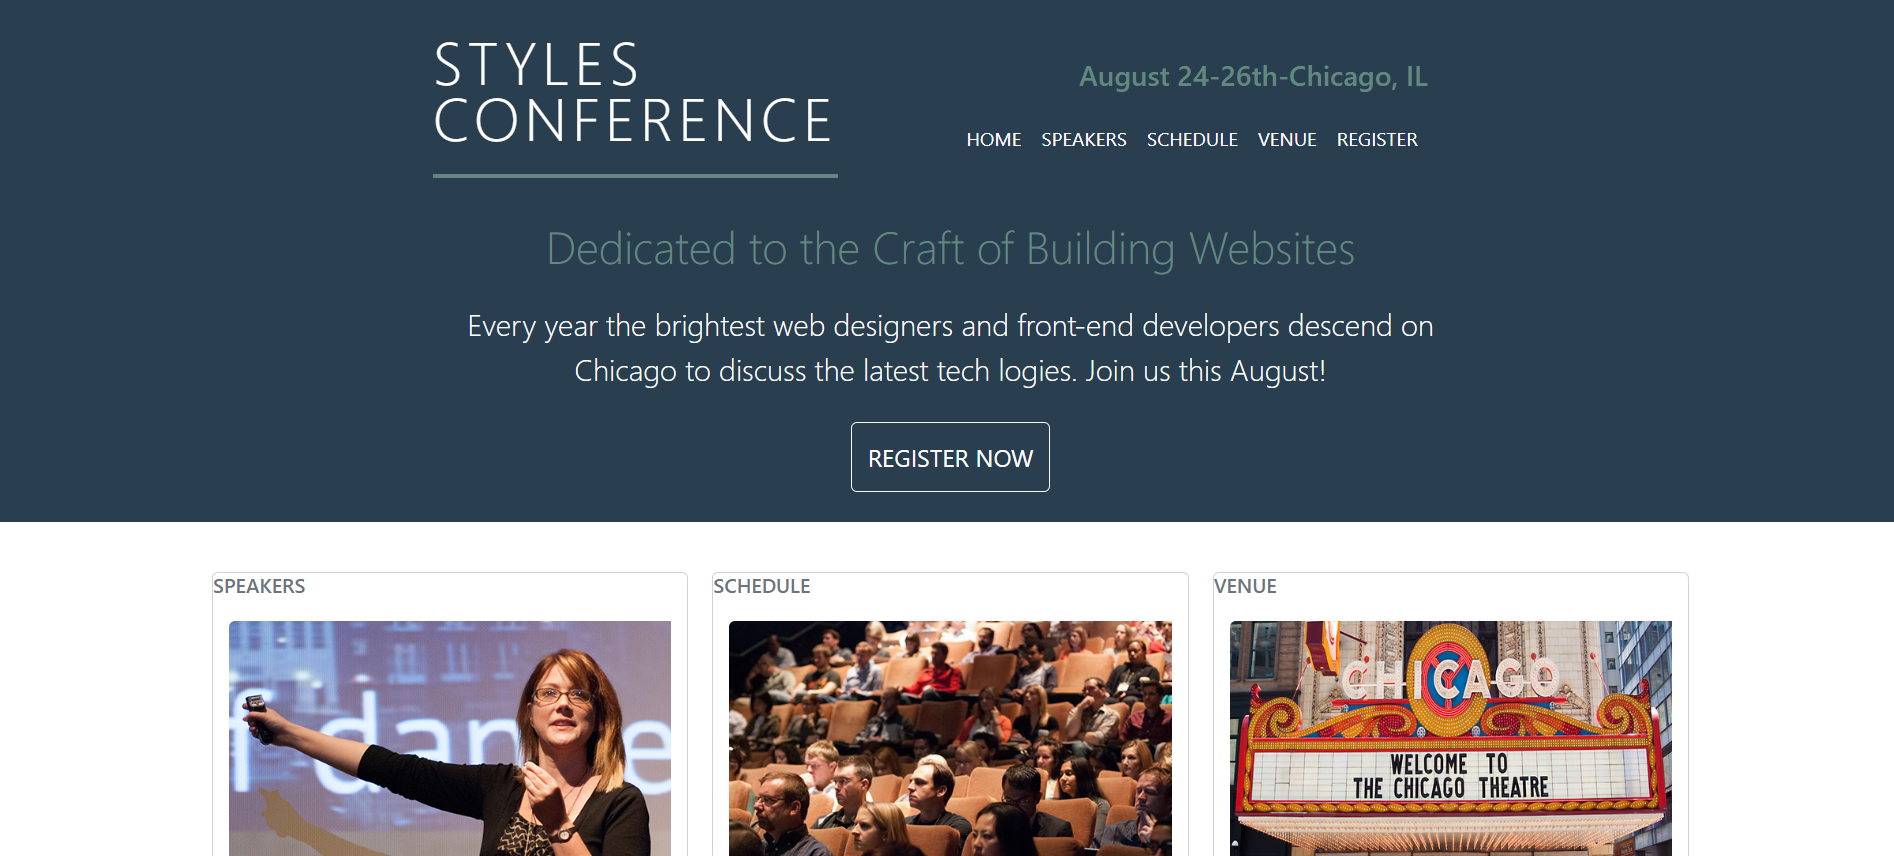 STYLES
CONFERENCE
August 24-26th-Chicago, IL
HOME SPEAKERS SCHEDULE VENUE REGISTER
Dedicated to the Craft of Building Websites
Every year the brightest web designers and front-end developers descend on
Chicago to discuss the latest tech logies. Join us this August!
REGISTER NOW
SPEAKERS
SCHEDULE
VENUE
f dan e
CHICAGO
WELCOME TO
THE CHICAGO THEATRE